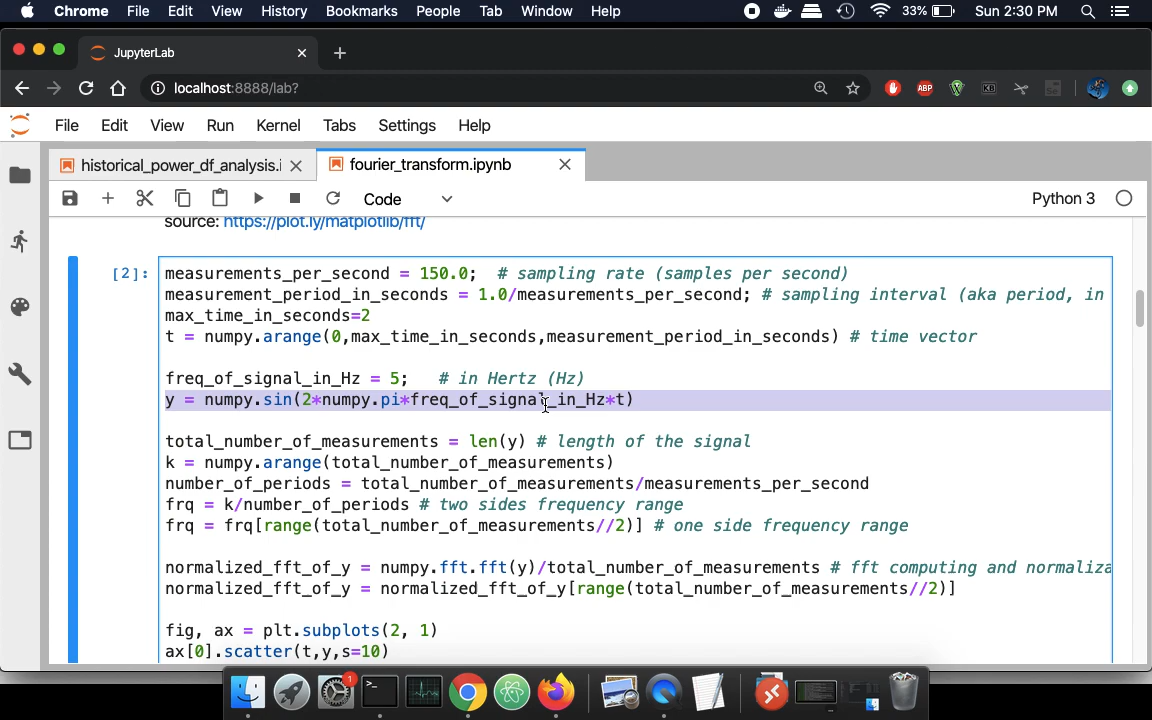 Chrome File Edit View History Bookmarks People Tab Window Help 33% Sun 2:30 PM
JupyterLab
localhost:8888/lab?
ABP KB
File Edit View Run Kernel Tabs Settings Help
historical_power_df_analysis.i fourier_transform.ipynb
Code Python 3
source: https://plot.ly/matplotlib/fft/
[2]: measurements_per_second = 150.0; # sampling rate (samples per second)
measurement_period_in_seconds = 1.0/measurements_per_second; # sampling interval (aka period, in
max_time_in_seconds=2
t = numpy.arange(0,max_time_in_seconds,measurement_period_in_seconds) # time vector
freq_of_signal_in_Hz = 5; # in Hertz (Hz)
y = numpy.sin(2*numpy.pi*freq_of_signal_in_Hz*t)
total_number_of_measurements = len(y) # length of the signal
k = numpy.arange(total_number_of_measurements)
number_of_periods = total_number_of_measurements/measurements_per_second
frq = k/number_of_periods # two sides frequency range
frq = frq[range(total_number_of_measurements//2)] # one side frequency range
normalized_fft_of_y = numpy.fft.fft(y)/total_number_of_measurements # fft computing and normaliza
normalized_fft_of_y = normalized_fft_of_y[range(total_number_of_measurements//2)]
fig, ax = plt.subplots(2, 1)
ax[0].scatter(t,y,s=10)
1